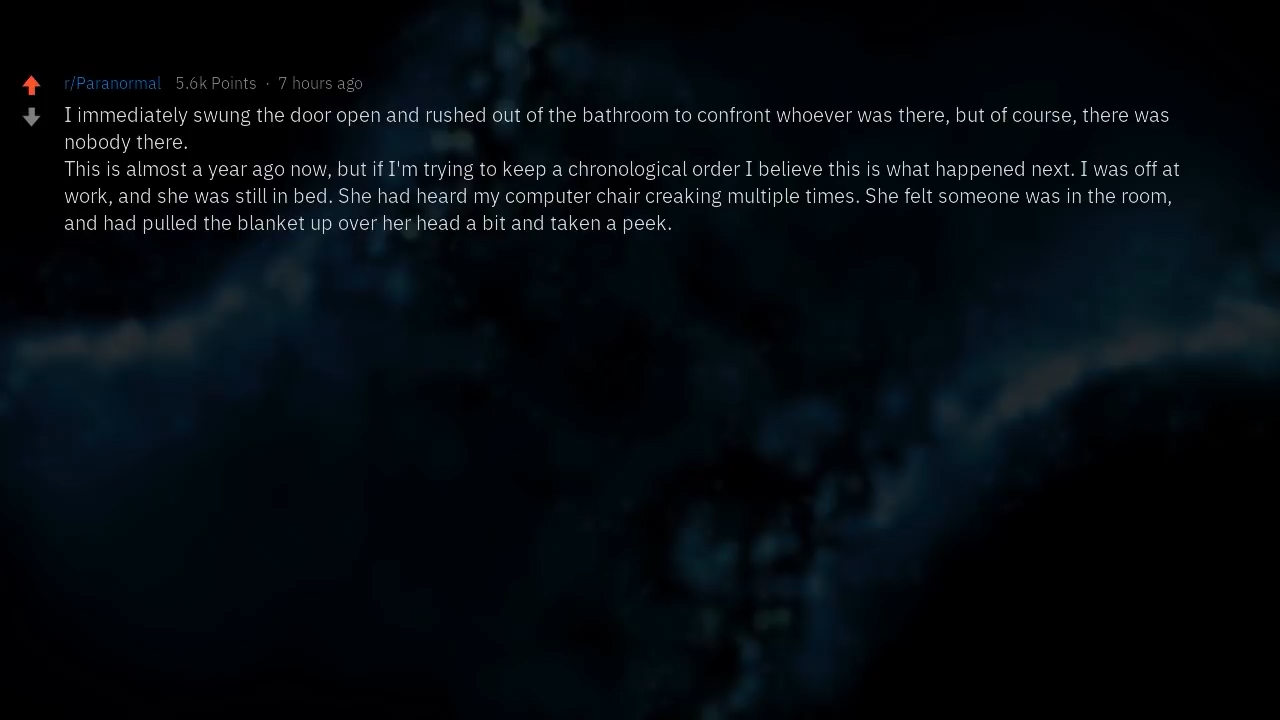 r/Paranormal 5.6k Points · 7 hours ago
I immediately swung the door open and rushed out of the bathroom to confront whoever was there, but of course, there was
nobody there.
This is almost a year ago now, but if I'm trying to keep a chronological order I believe this is what happened next. I was off at
work, and she was still in bed. She had heard my computer chair creaking multiple times. She felt someone was in the room,
and had pulled the blanket up over her head a bit and taken a peek.